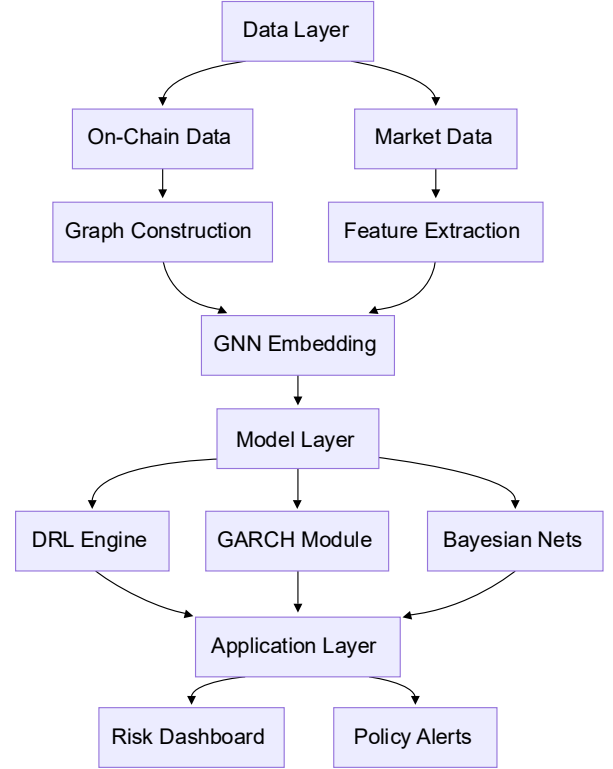 Data Layer
On-Chain Data
Market Data
Graph Construction
Feature Extraction
GNN Embedding
Model Layer
DRL Engine
GARCH Module
Bayesian Nets
Application Layer
Risk Dashboard
Policy Alerts